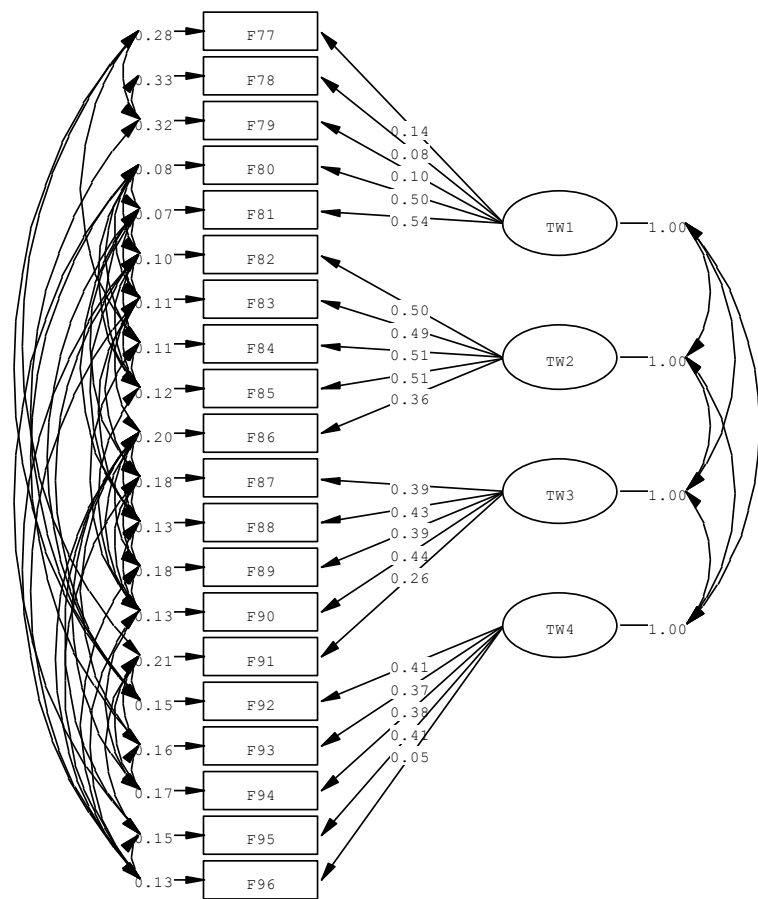 0.28 F77
0.33 F78
0.32 F79
0.14
0.08
0.08 F80
0.10
0.50
0.07 F81
0.54
TW1 1.00
0.10 F82
0.11 F83
0.50
0.49
0.11 F84
0.51
TW2 1.00
0.12 F85
0.51
0.36
0.20 F86
0.18 F87
0.39
TW3 1.00
0.13 F88
0.43
0.39
0.18 F89
0.44
0.26
0.13 F90
TW4 1.00
0.21 F91
0.15 F92
0.41
0.37
0.16 F93
0.38
0.41
0.05
0.17 F94
0.15 F95
0.13 F96